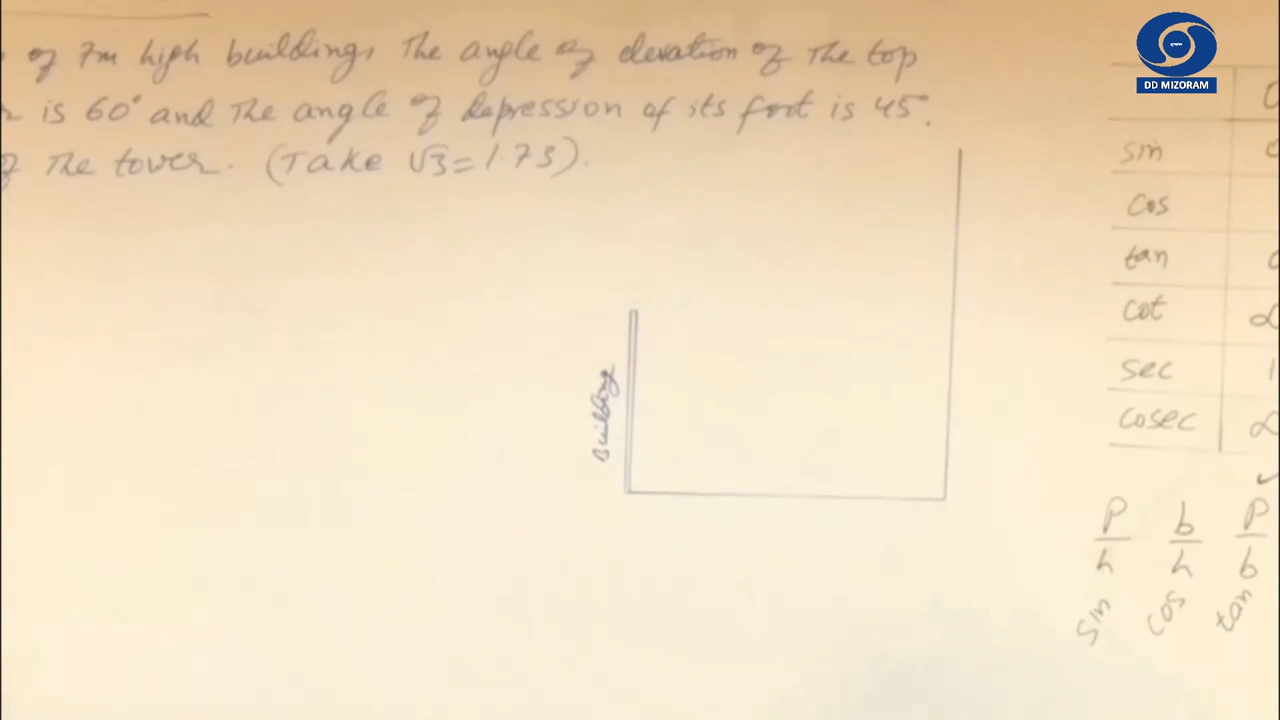 of 7m high building, The angle of elevation of The top
is 60° and The angle of depression of its foot is 45°.
The tower. (Take √3=1.73).
DD MIZORAM
Building
sin
cos
tan
cot
sec 1
cosec
P/h b/h P/b
sin cos tan